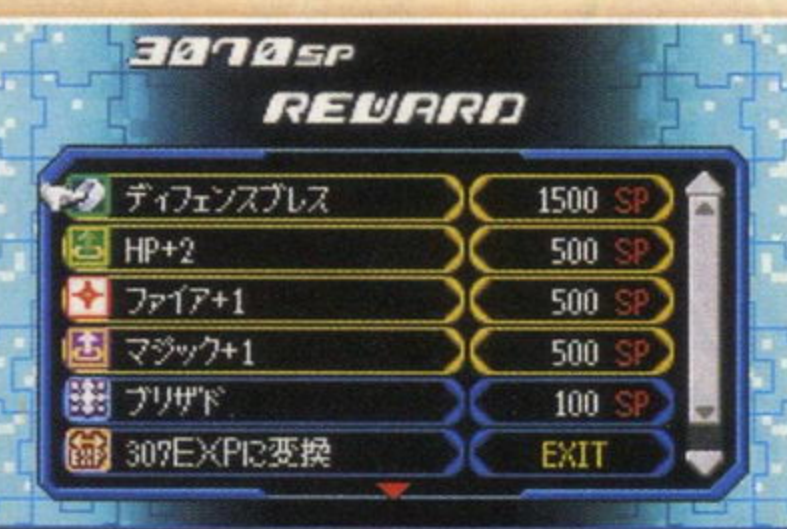 3070SP
REWARD
ディフェンスブレス 1500 SP
HP+2 500 SP
ファイア+1 500 SP
マジック+1 500 SP
ブリザド 100 SP
EXP 307EXPに変換 EXIT